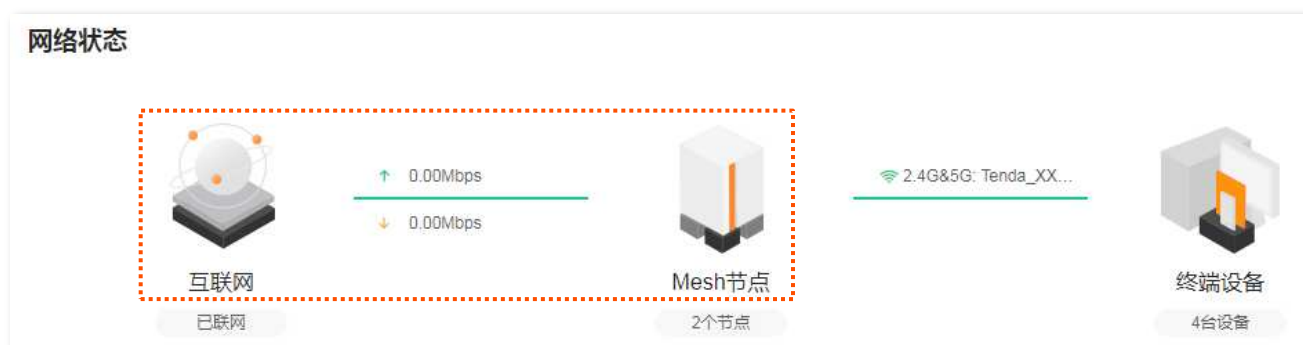 网络状态
0.00Mbps
2.4G&5G: Tenda_XX...
0.00Mbps
互联网
Mesh节点
终端设备
已联网
2个节点
4台设备